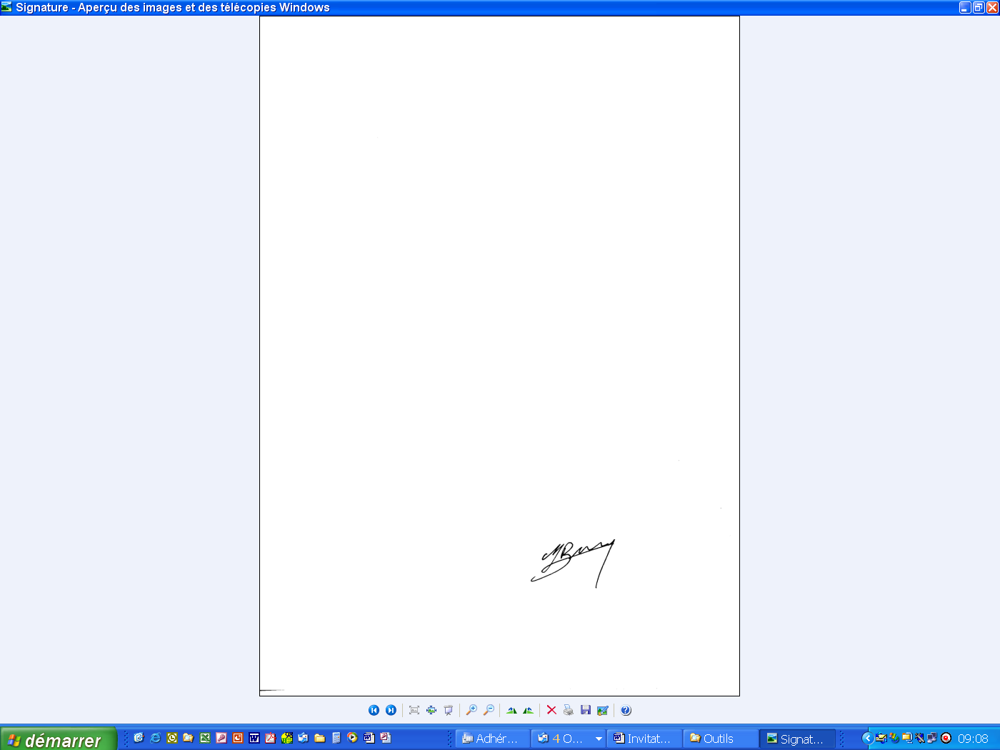 Signature - Aperçu des images et des télécopies Windows
démarrer
Adhér...
4 O...
Invitat...
Outils
Signat...
09:08